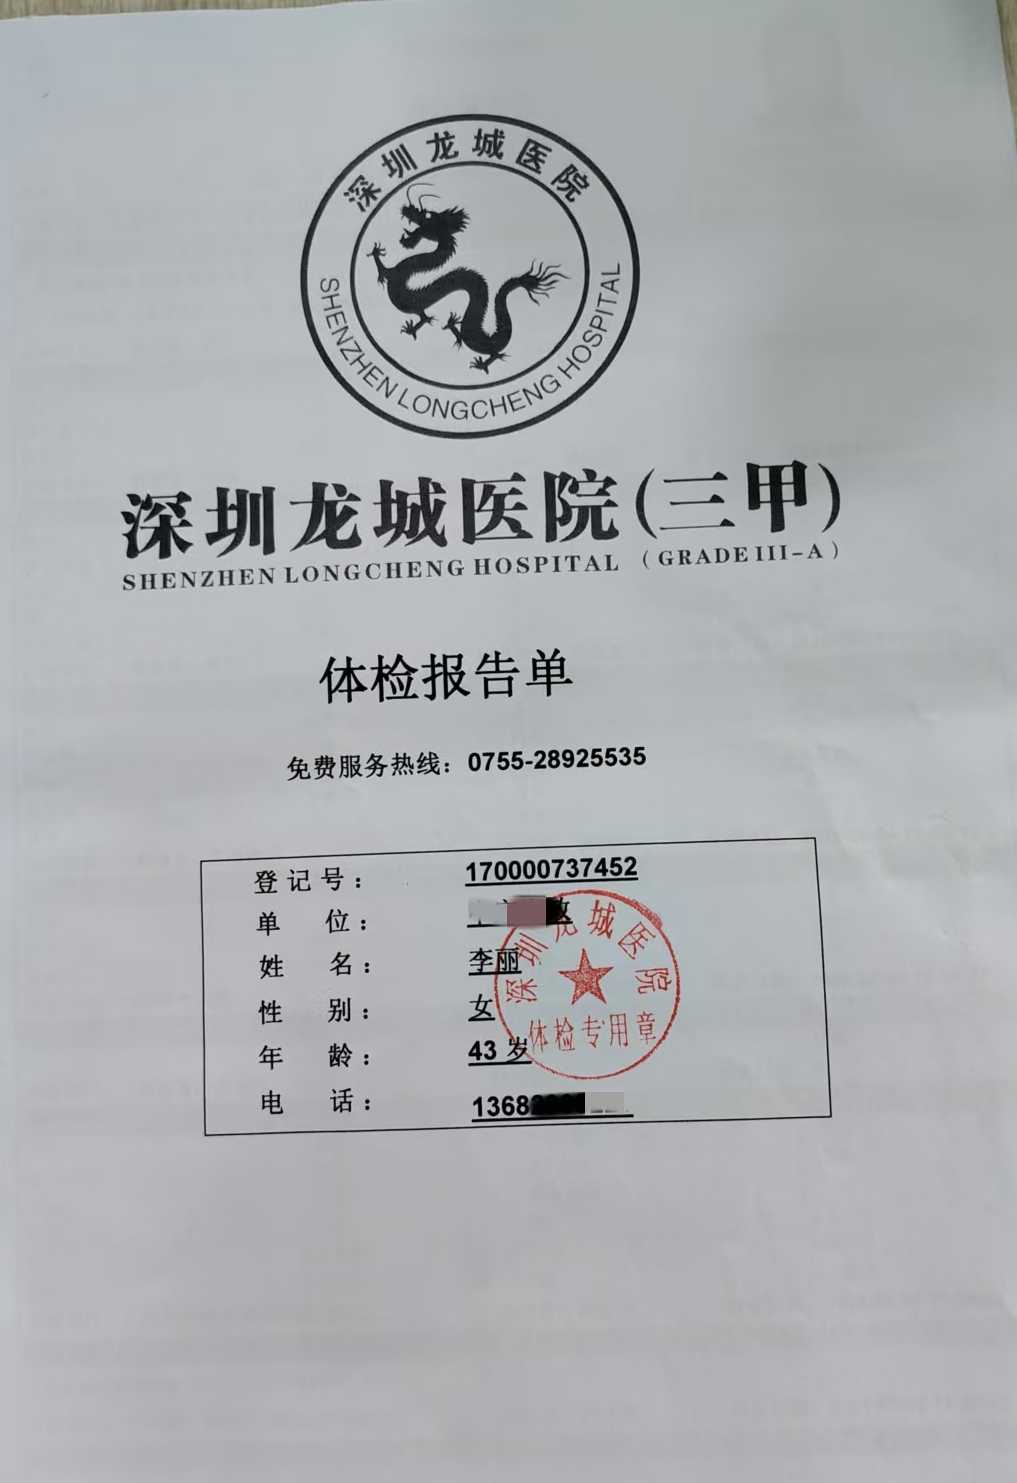 深圳龙城医院
SHENZHEN LONGCHENG HOSPITAL
深圳龙城医院(三甲)
SHENZHEN LONGCHENG HOSPITAL (GRADE III-A)
体检报告单
免费服务热线：0755-28925535
登记号：170000737452
单位：
姓名：李丽
性别：女
年龄：43 岁
电话：1368
深圳龙城医院
体检专用章